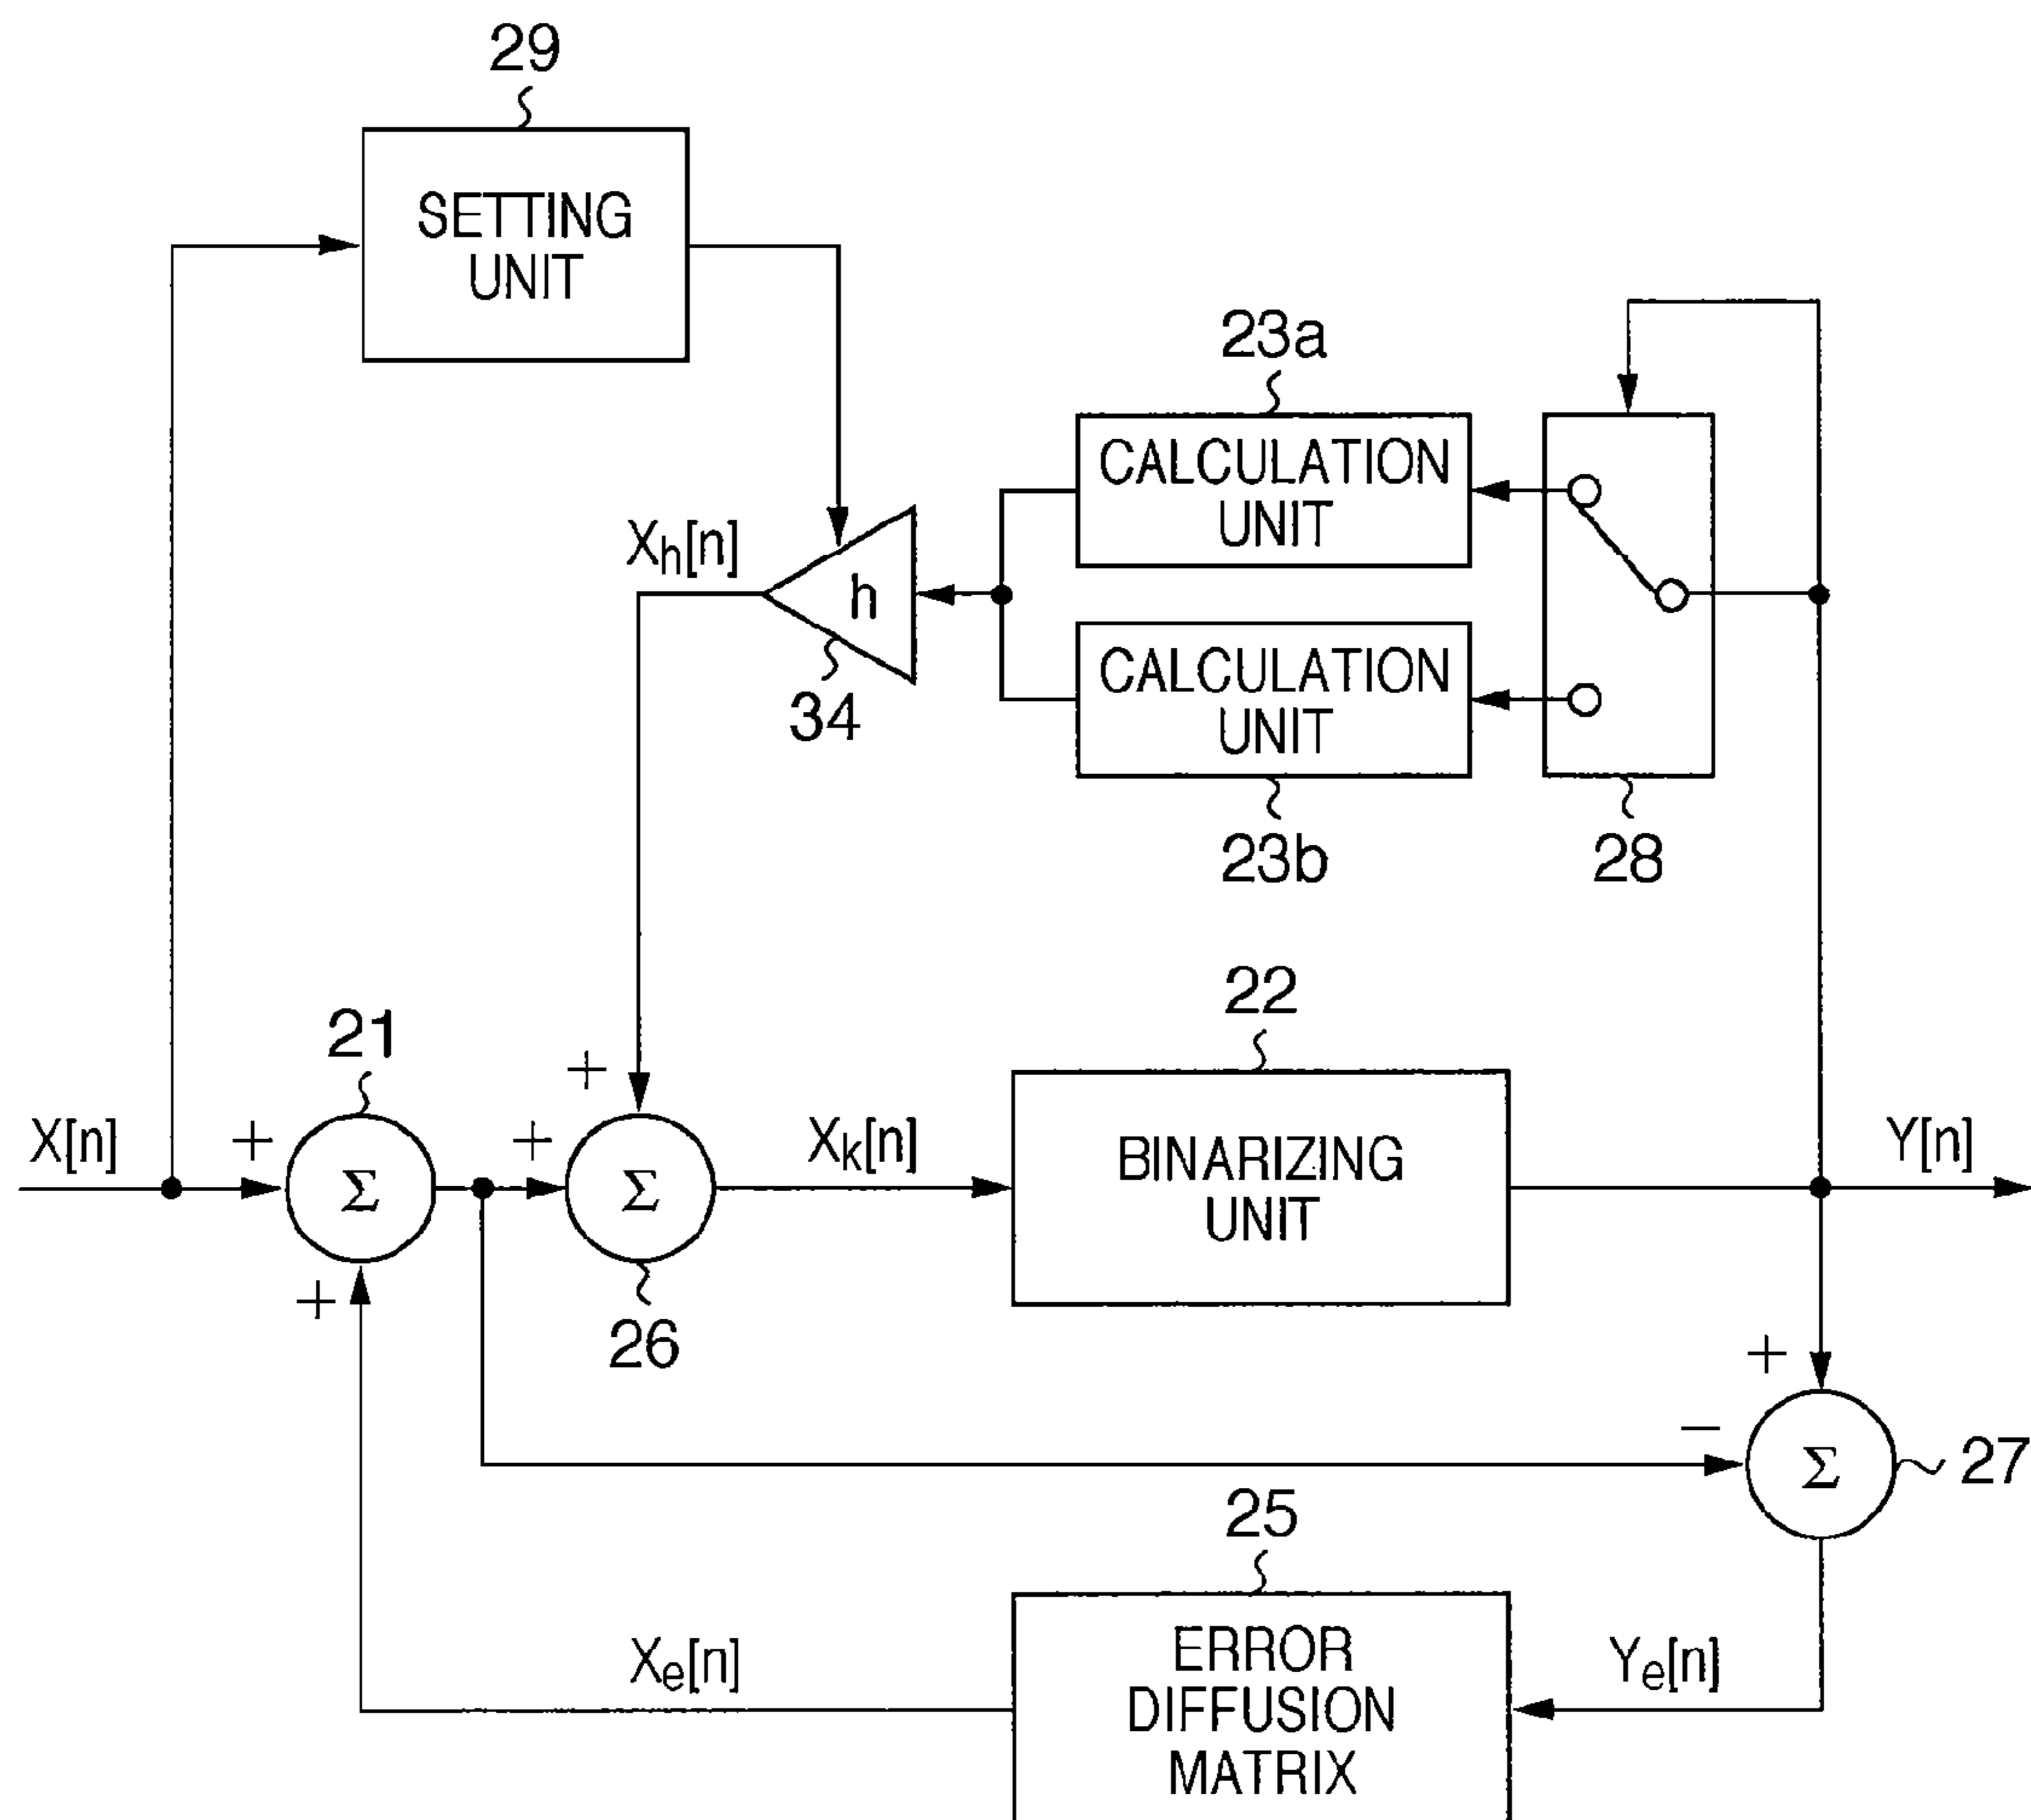 29
SETTING
UNIT
23a
CALCULATION
UNIT
Xh[n]
h
34
CALCULATION
UNIT
23b
28
22
21
+
X[n]
+
+
Xk[n]
Y[n]
Σ
Σ
BINARIZING
UNIT
+
26
+
−
Σ
27
25
Xe[n]
ERROR
DIFFUSION
MATRIX
Ye[n]